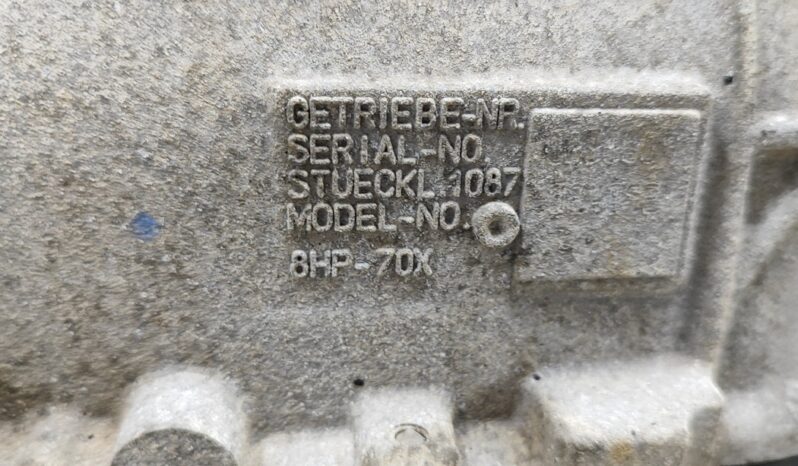 GETRIEBE-NR.
SERIAL-NO.
STUECKL.1087
MODEL-NO.
8HP-70X